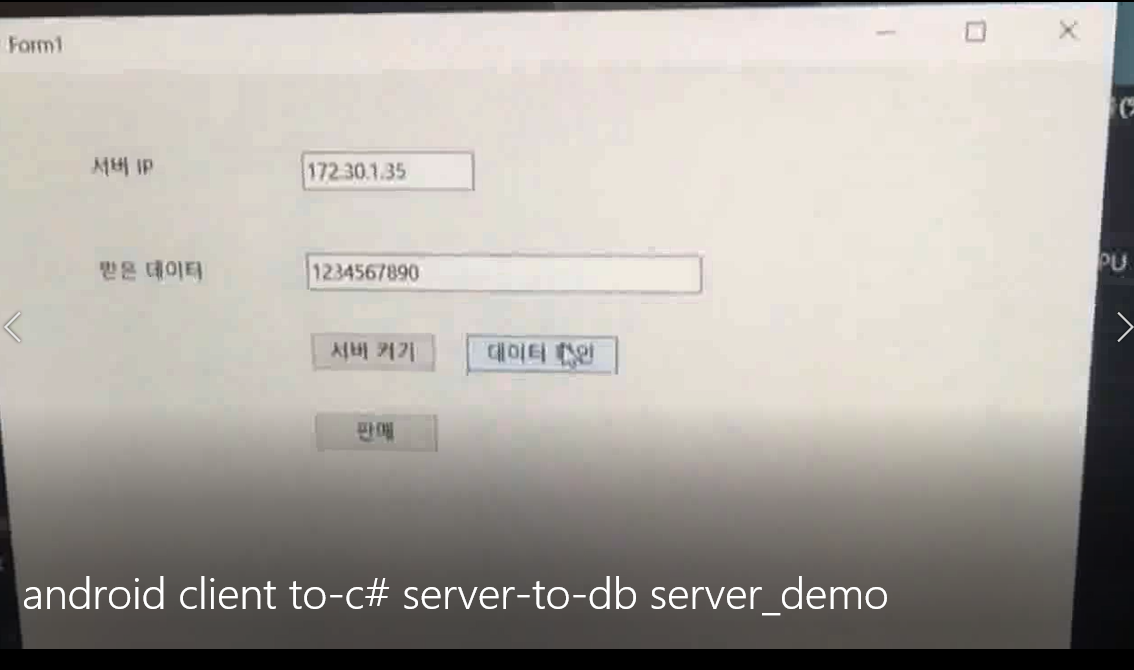 Form1
서버 IP
172.30.1.35
받은 데이터
1234567890
서버 켜기
데이터 확인
판매
PU
android client to-c# server-to-db server_demo